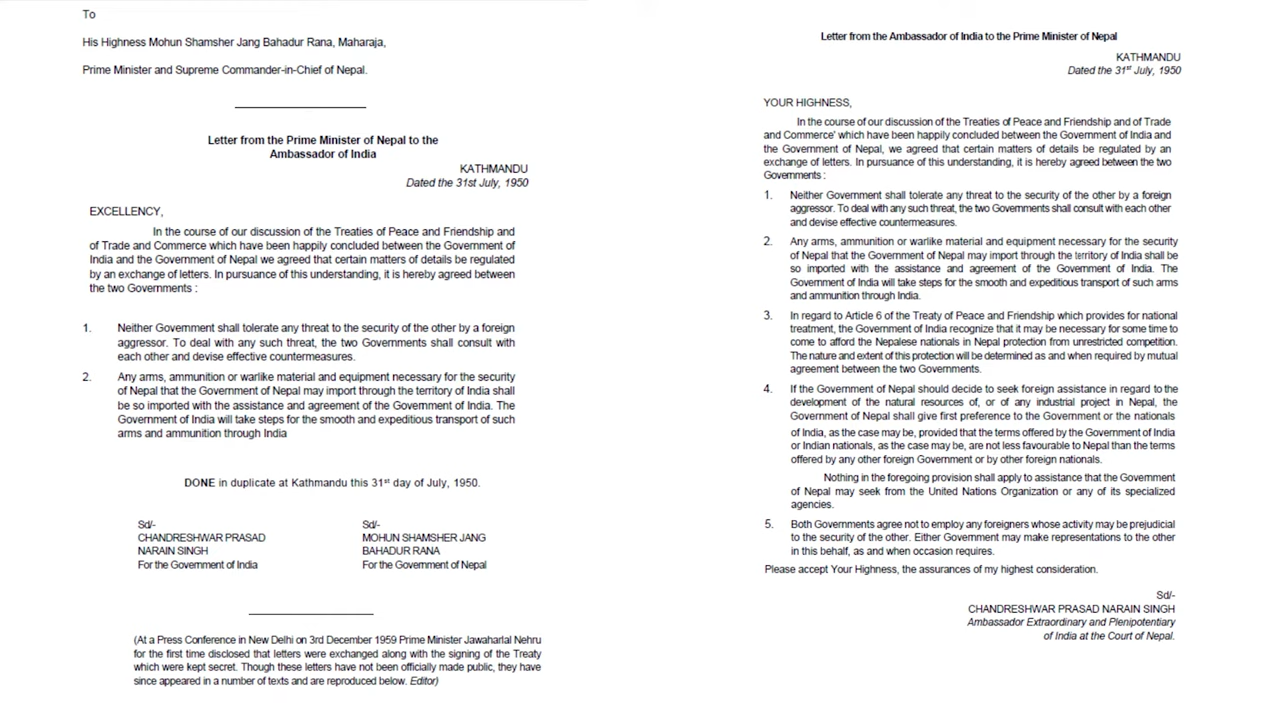 To
His Highness Mohun Shamsher Jang Bahadur Rana, Maharaja,
Prime Minister and Supreme Commander-in-Chief of Nepal.
Letter from the Prime Minister of Nepal to the
Ambassador of India
KATHMANDU
Dated the 31st July, 1950
EXCELLENCY,
In the course of our discussion of the Treaties of Peace and Friendship and
of Trade and Commerce which have been happily concluded between the Government of
India and the Government of Nepal we agreed that certain matters of details be regulated
by an exchange of letters. In pursuance of this understanding, it is hereby agreed between
the two Governments :
1. Neither Government shall tolerate any threat to the security of the other by a foreign
aggressor. To deal with any such threat, the two Governments shall consult with
each other and devise effective countermeasures.
2. Any arms, ammunition or warlike material and equipment necessary for the security
of Nepal that the Government of Nepal may import through the territory of India shall
be so imported with the assistance and agreement of the Government of India. The
Government of India will take steps for the smooth and expeditious transport of such
arms and ammunition through India
DONE in duplicate at Kathmandu this 31st day of July, 1950.
Sd/- Sd/-
CHANDRESHWAR PRASAD MOHUN SHAMSHER JANG
NARAIN SINGH BAHADUR RANA
For the Government of India For the Government of Nepal
(At a Press Conference in New Delhi on 3rd December 1959 Prime Minister Jawaharlal Nehru
for the first time disclosed that letters were exchanged along with the signing of the Treaty
which were kept secret. Though these letters have not been officially made public, they have
since appeared in a number of texts and are reproduced below. Editor)
Letter from the Ambassador of India to the Prime Minister of Nepal
KATHMANDU
Dated the 31st July, 1950
YOUR HIGHNESS,
In the course of our discussion of the Treaties of Peace and Friendship and of Trade
and Commerce' which have been happily concluded between the Government of India and
the Government of Nepal, we agreed that certain matters of details be regulated by an
exchange of letters. In pursuance of this understanding, it is hereby agreed between the two
Governments :
1. Neither Government shall tolerate any threat to the security of the other by a foreign
aggressor. To deal with any such threat, the two Governments shall consult with each other
and devise effective countermeasures.
2. Any arms, ammunition or warlike material and equipment necessary for the security
of Nepal that the Government of Nepal may import through the territory of India shall be
so imported with the assistance and agreement of the Government of India. The
Government of India will take steps for the smooth and expeditious transport of such arms
and ammunition through India.
3. In regard to Article 6 of the Treaty of Peace and Friendship which provides for national
treatment, the Government of India recognize that it may be necessary for some time to
come to afford the Nepalese nationals in Nepal protection from unrestricted competition.
The nature and extent of this protection will be determined as and when required by mutual
agreement between the two Governments.
4. If the Government of Nepal should decide to seek foreign assistance in regard to the
development of the natural resources of, or of any industrial project in Nepal, the
Government of Nepal shall give first preference to the Government or the nationals
of India, as the case may be, provided that the terms offered by the Government of India
or Indian nationals, as the case may be, are not less favourable to Nepal than the terms
offered by any other foreign Government or by other foreign nationals.
Nothing in the foregoing provision shall apply to assistance that the Government
of Nepal may seek from the United Nations Organization or any of its specialized
agencies.
5. Both Governments agree not to employ any foreigners whose activity may be prejudicial
to the security of the other. Either Government may make representations to the other
in this behalf, as and when occasion requires.
Please accept Your Highness, the assurances of my highest consideration.
Sd/-
CHANDRESHWAR PRASAD NARAIN SINGH
Ambassador Extraordinary and Plenipotentiary
of India at the Court of Nepal.